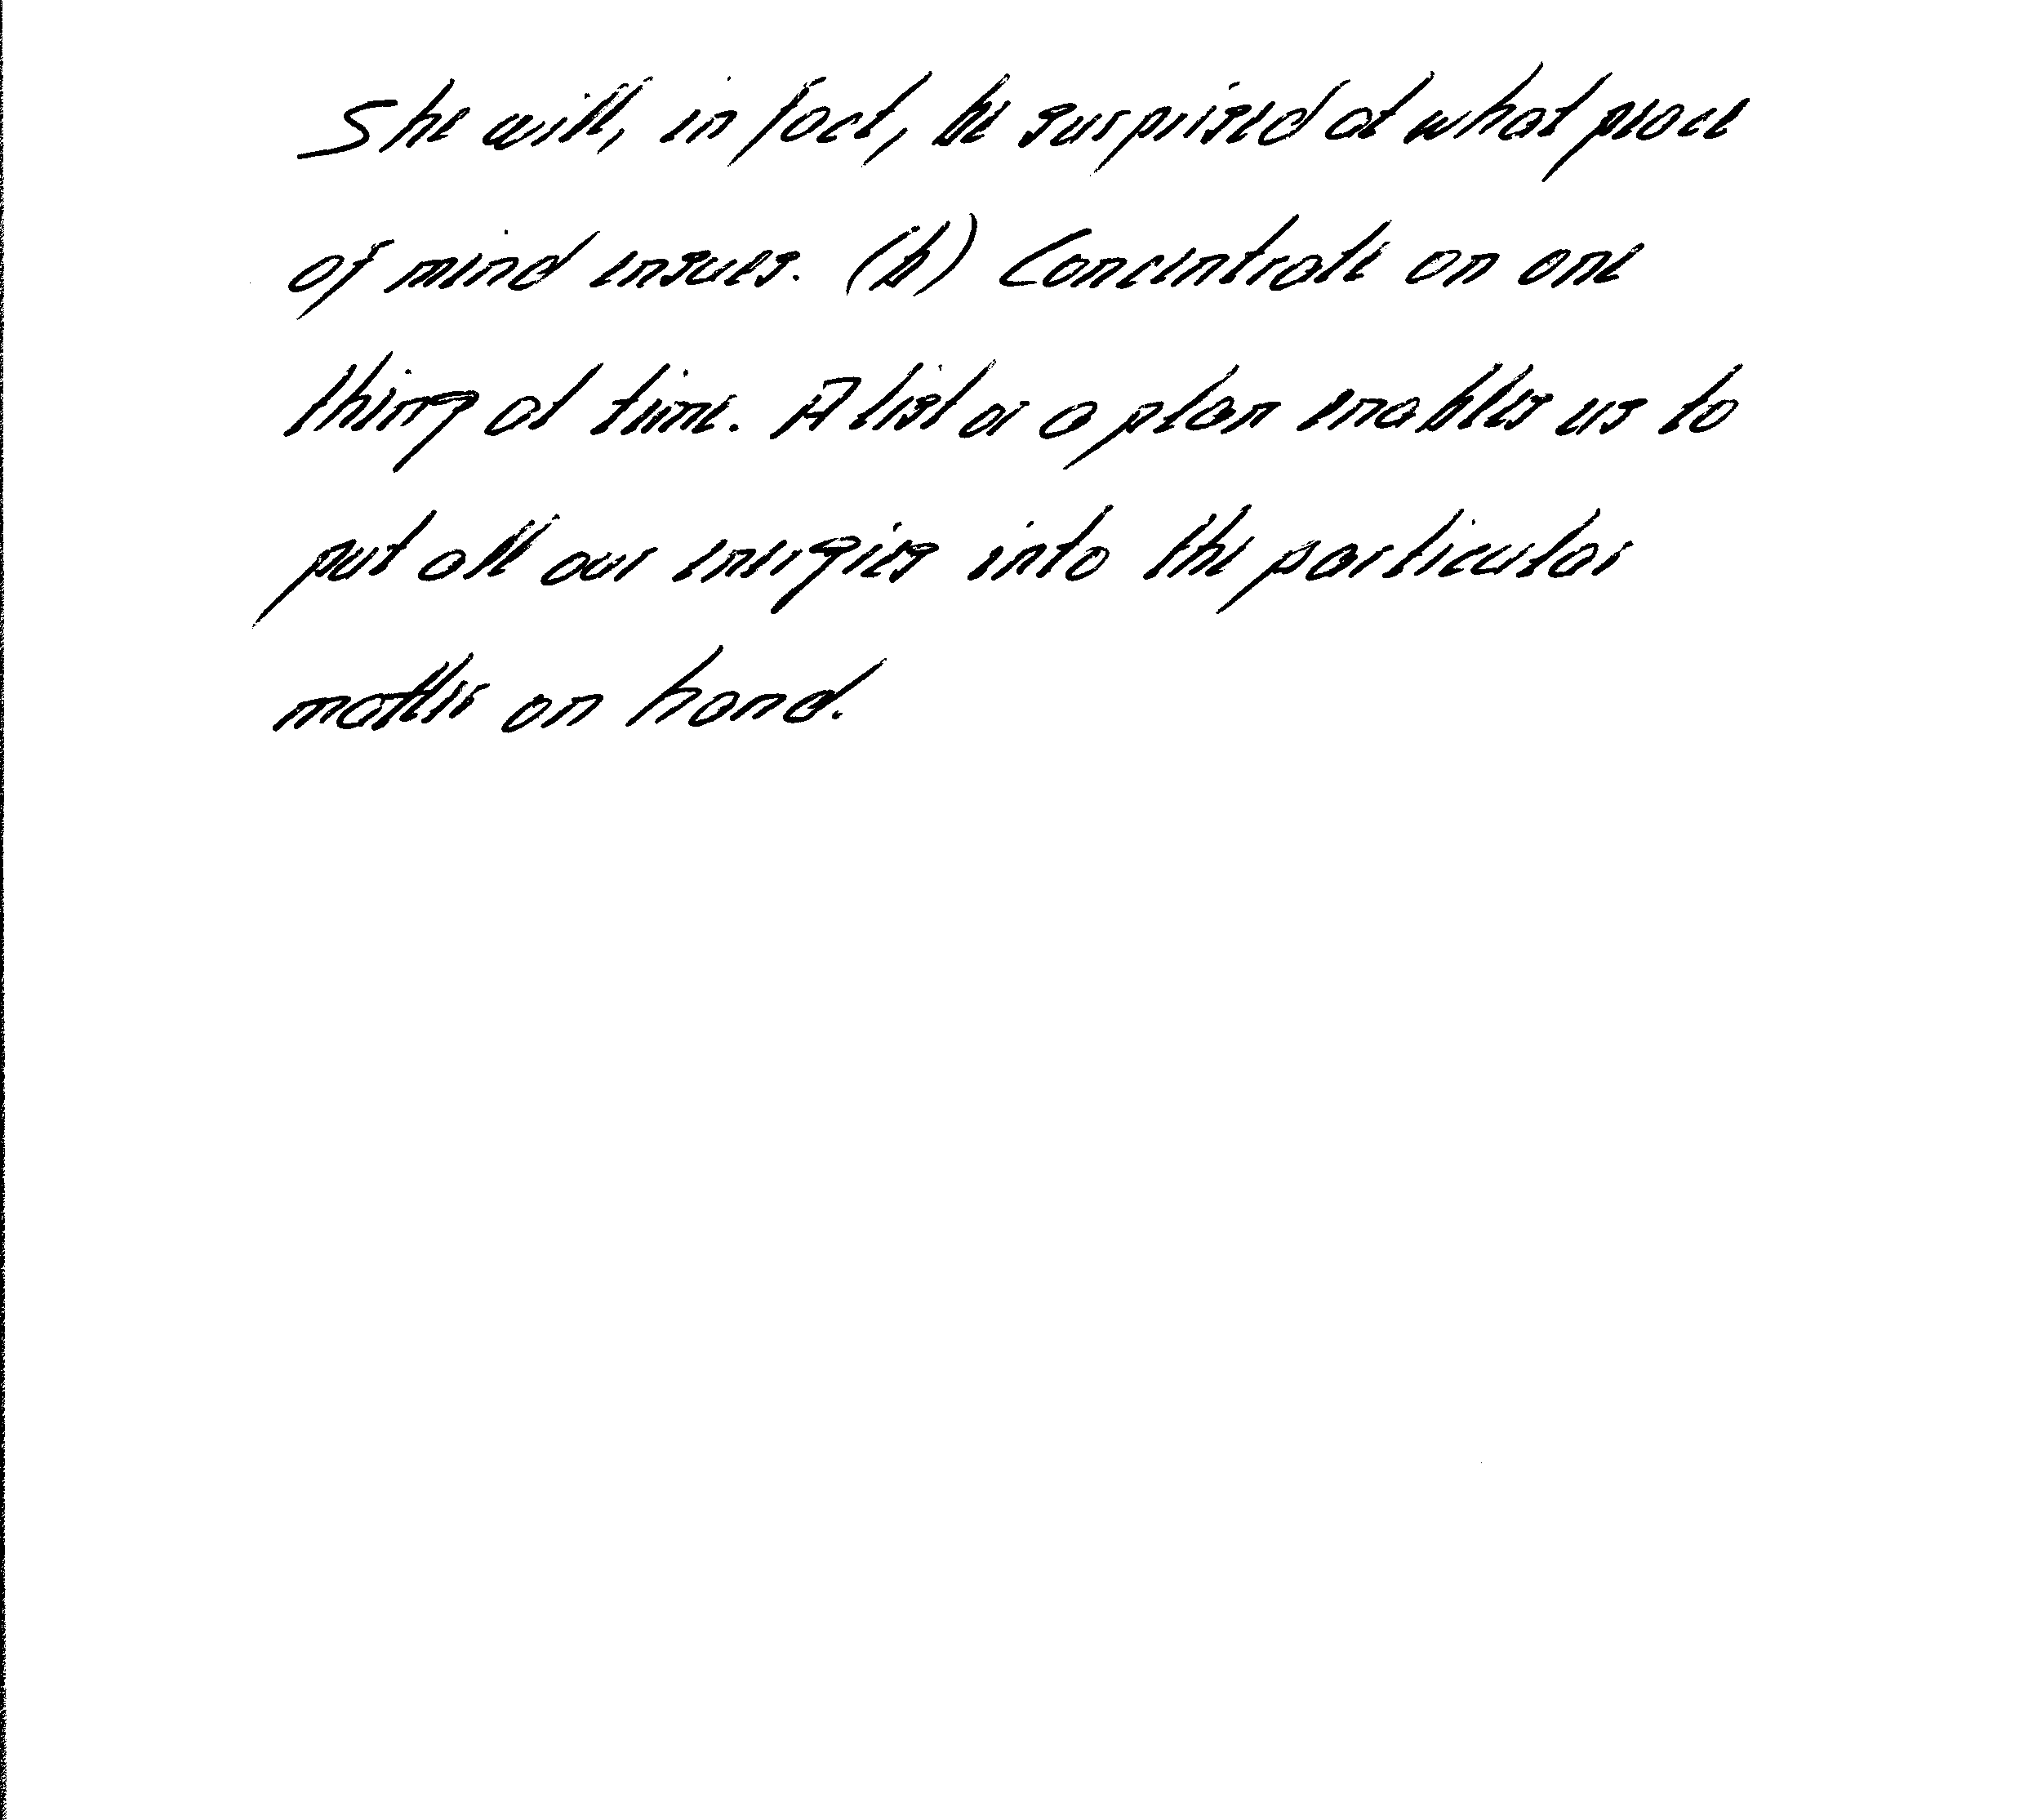 She will, in fact, be surprised at what peace
of mind ensues. (b) Concentrate on one
thing at time. A list or a plan enables us to
put all our energies into the particular
matter on hand.